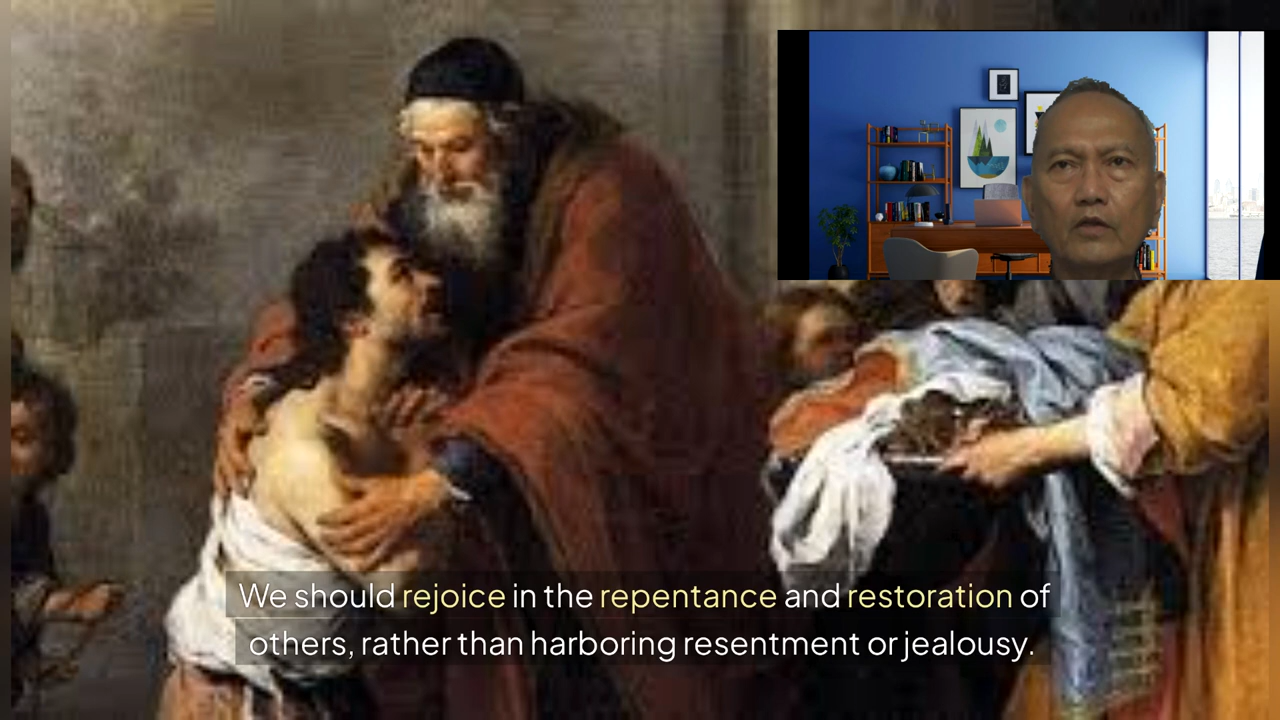 We should rejoice in the repentance and restoration of
others, rather than harboring resentment or jealousy.